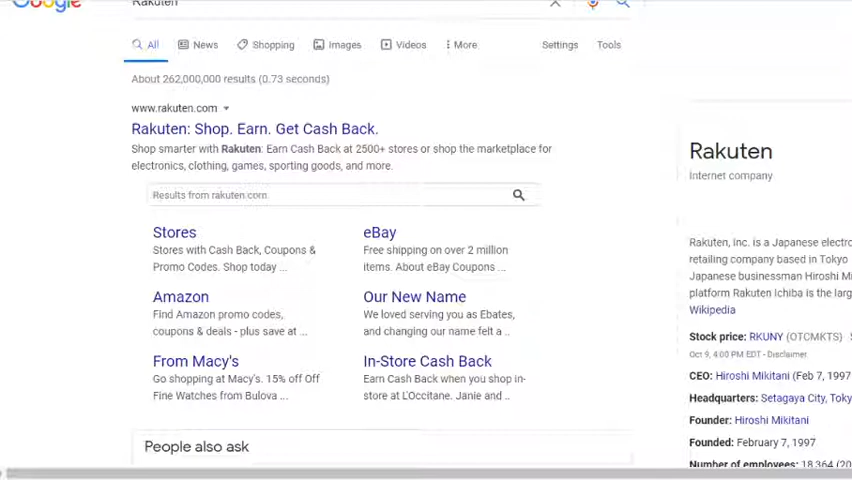 Google
Rakuten
All News Shopping Images Videos More Settings Tools
About 262,000,000 results (0.73 seconds)
www.rakuten.com
Rakuten: Shop. Earn. Get Cash Back.
Shop smarter with Rakuten: Earn Cash Back at 2500+ stores or shop the marketplace for
electronics, clothing, games, sporting goods, and more.
Results from rakuten.com
Stores
Stores with Cash Back, Coupons &
Promo Codes. Shop today ...
eBay
Free shipping on over 2 million
items. About eBay Coupons ...
Amazon
Find Amazon promo codes,
coupons & deals - plus save at ...
Our New Name
We loved serving you as Ebates,
and changing our name felt a ..
From Macy's
Go shopping at Macy's. 15% off Off
Fine Watches from Bulova ...
In-Store Cash Back
Earn Cash Back when you shop in-
store at L'Occitane. Janie and ..
People also ask
Rakuten
Internet company
Rakuten, Inc. is a Japanese electro
retailing company based in Tokyo
Japanese businessman Hiroshi Mi
platform Rakuten Ichiba is the larg
Wikipedia
Stock price: RKUNY (OTCMKTS)
Oct 9, 4:00 PM EDT - Disclaimer
CEO: Hiroshi Mikitani (Feb 7, 1997
Headquarters: Setagaya City, Toky
Founder: Hiroshi Mikitani
Founded: February 7, 1997
Number of employees: 18,364 (20